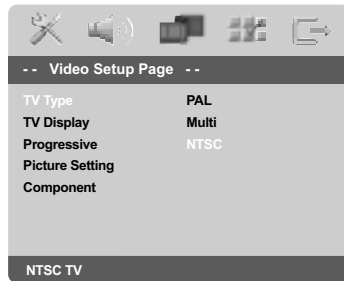 - - Video Setup Page - -
TV Type PAL
TV Display Multi
Progressive NTSC
Picture Setting
Component
NTSC TV